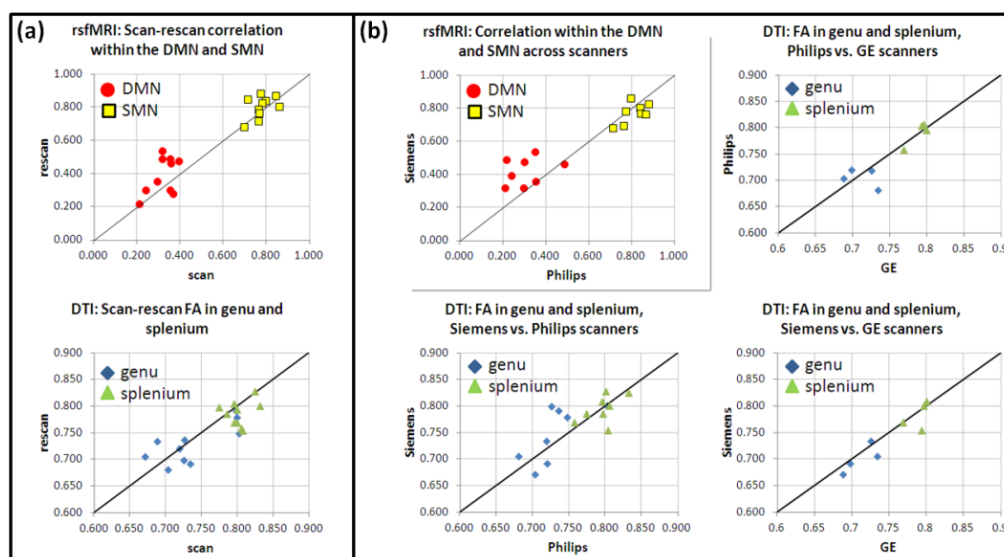 (a)
rsfMRI: Scan-rescan correlation
within the DMN and SMN
1.000
0.800
0.600
0.400
0.200
0.000
rescan
DMN
SMN
0.000 0.200 0.400 0.600 0.800 1.000
scan
DTI: Scan-rescan FA in genu and
splenium
0.900
0.850
0.800
0.750
0.700
0.650
0.600
rescan
genu
splenium
0.600 0.650 0.700 0.750 0.800 0.850 0.900
scan
(b)
rsfMRI: Correlation within the DMN
and SMN across scanners
1.000
0.800
0.600
0.400
0.200
0.000
Siemens
DMN
SMN
0.000 0.200 0.400 0.600 0.800 1.000
Philips
DTI: FA in genu and splenium,
Philips vs. GE scanners
0.900
0.850
0.800
0.750
0.700
0.650
0.600
Philips
genu
splenium
0.6 0.65 0.7 0.75 0.8 0.85 0.9
GE
DTI: FA in genu and splenium,
Siemens vs. Philips scanners
0.900
0.850
0.800
0.750
0.700
0.650
0.600
Siemens
genu
splenium
0.600 0.650 0.700 0.750 0.800 0.850 0.900
Philips
DTI: FA in genu and splenium,
Siemens vs. GE scanners
0.900
0.850
0.800
0.750
0.700
0.650
0.600
Siemens
genu
splenium
0.6 0.65 0.7 0.75 0.8 0.85 0.9
GE